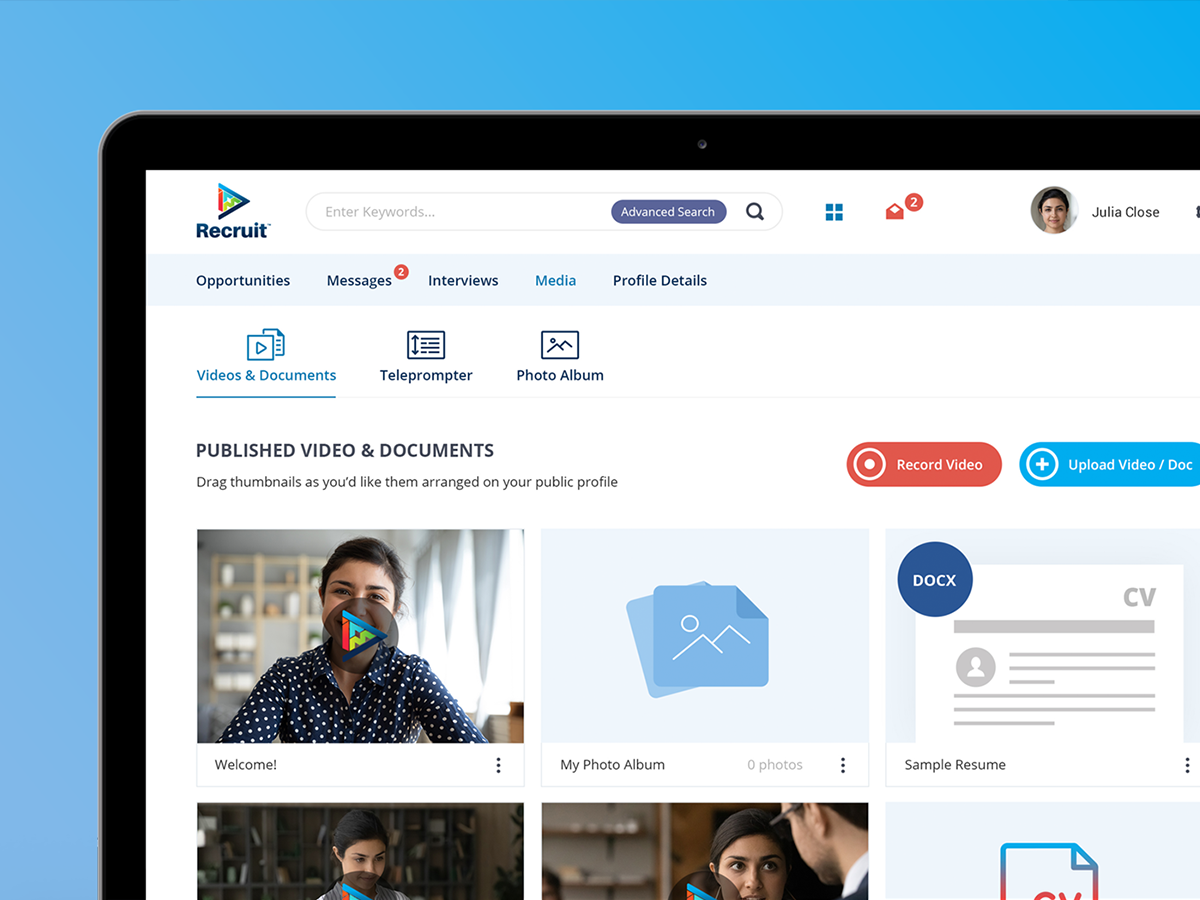 Recruit™
Enter Keywords...
Advanced Search
2
Julia Close
Opportunities
Messages
2
Interviews
Media
Profile Details
Videos & Documents
Teleprompter
Photo Album
PUBLISHED VIDEO & DOCUMENTS
Drag thumbnails as you’d like them arranged on your public profile
Record Video
Upload Video / Doc
DOCX
CV
Welcome!
My Photo Album
0 photos
Sample Resume
CV